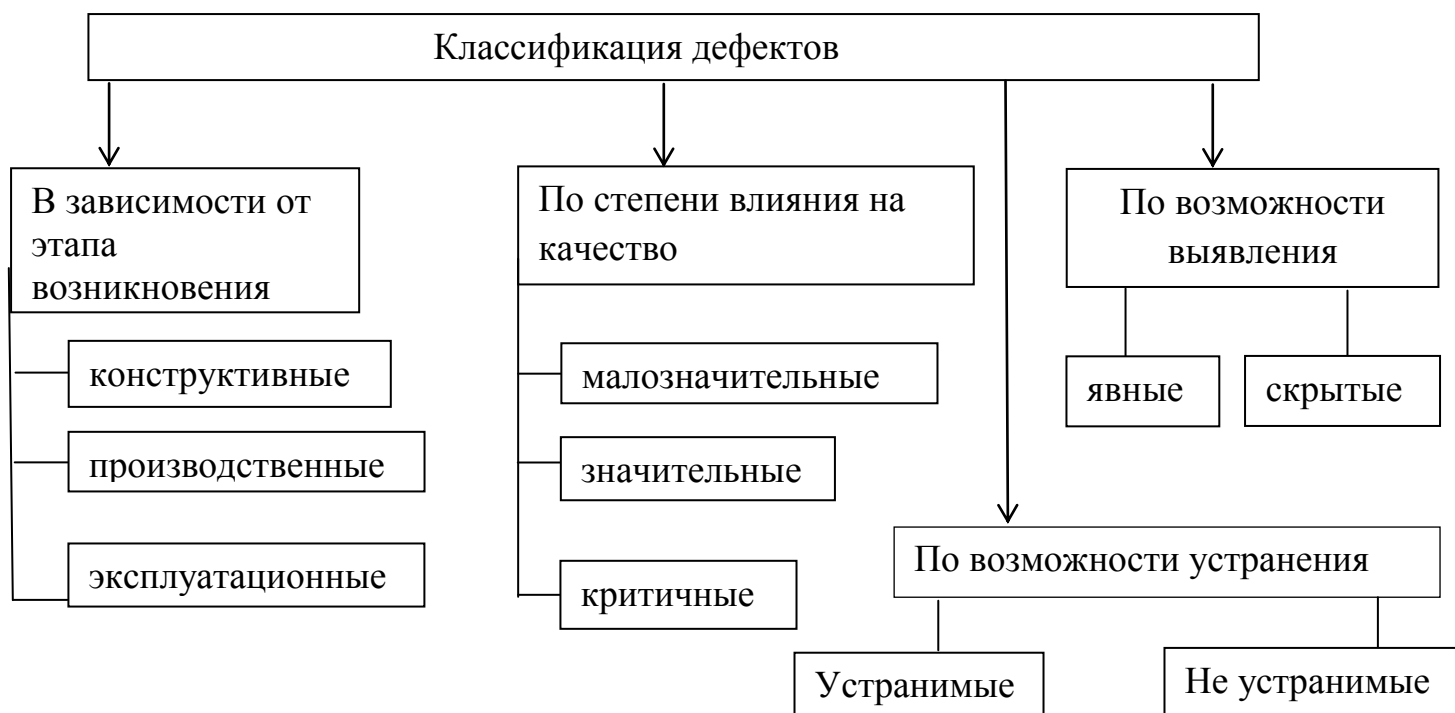 Классификация дефектов
В зависимости от
этапа
возникновения
конструктивные
производственные
эксплуатационные
По степени влияния на
качество
малозначительные
значительные
критичные
По возможности
выявления
явные
скрытые
По возможности устранения
Устранимые
Не устранимые